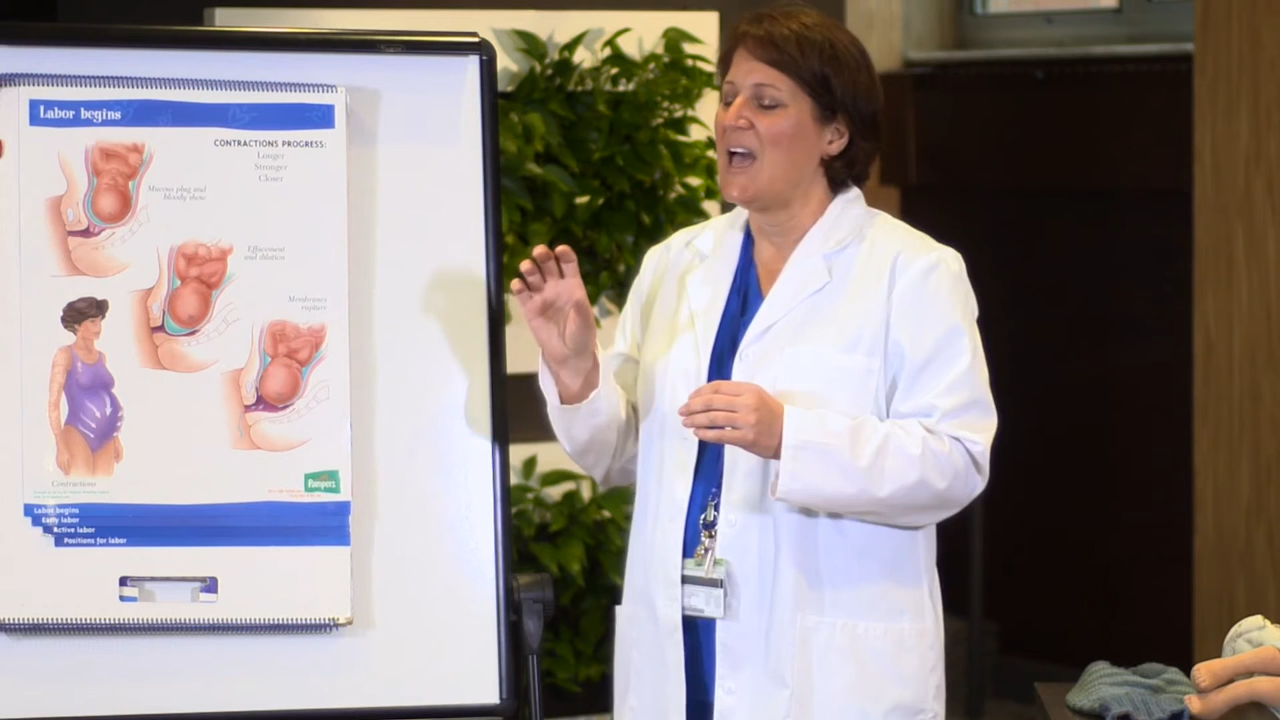 Labor begins
CONTRACTIONS PROGRESS:
Longer
Stronger
Closer
Mucous plug and
bloody show
Effacement
and dilation
Membranes
rupture
Contractions
Pampers
Labor begins
Early labor
Active labor
Positions for labor